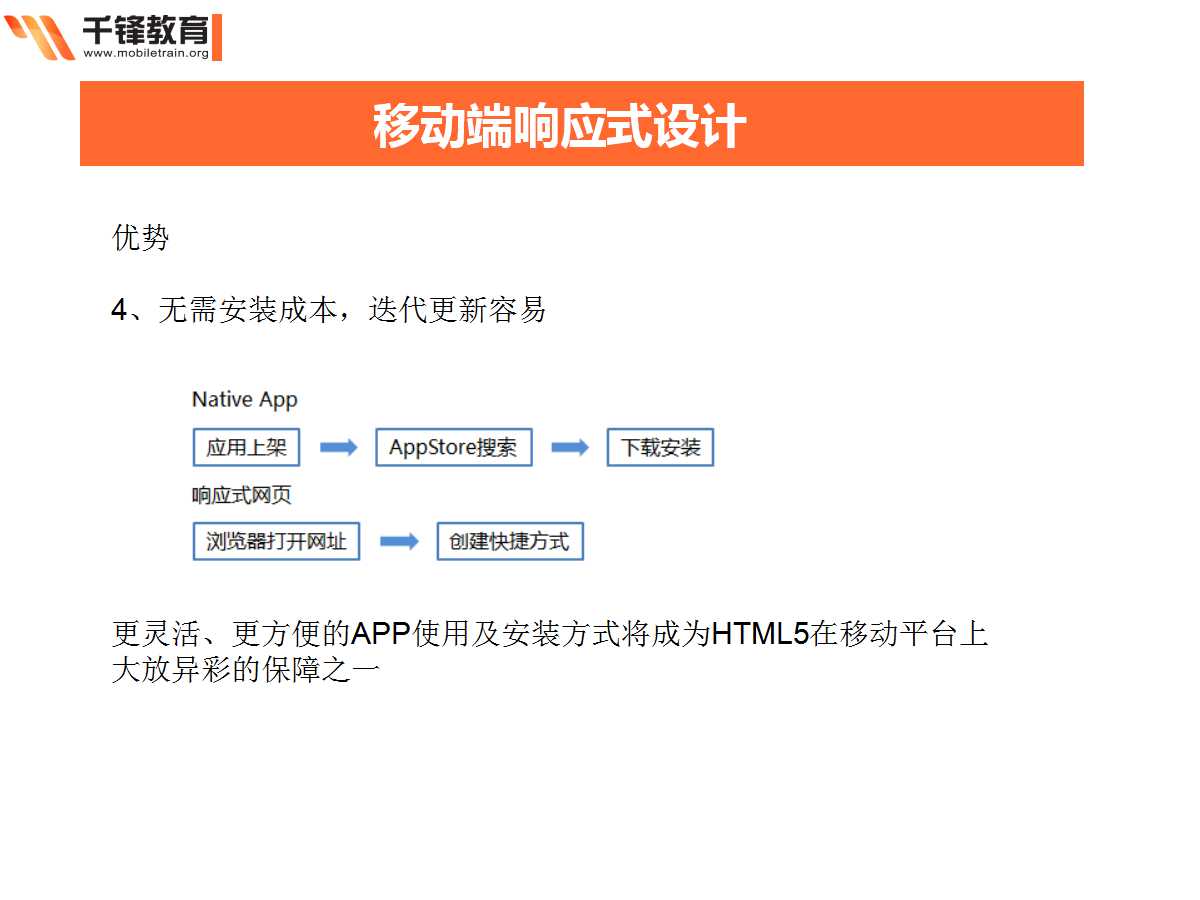 千锋教育
www.mobiletrain.org
移动端响应式设计
优势
4、无需安装成本，迭代更新容易
Native App
应用上架 AppStore搜索 下载安装
响应式网页
浏览器打开网址 创建快捷方式
更灵活、更方便的APP使用及安装方式将成为HTML5在移动平台上
大放异彩的保障之一